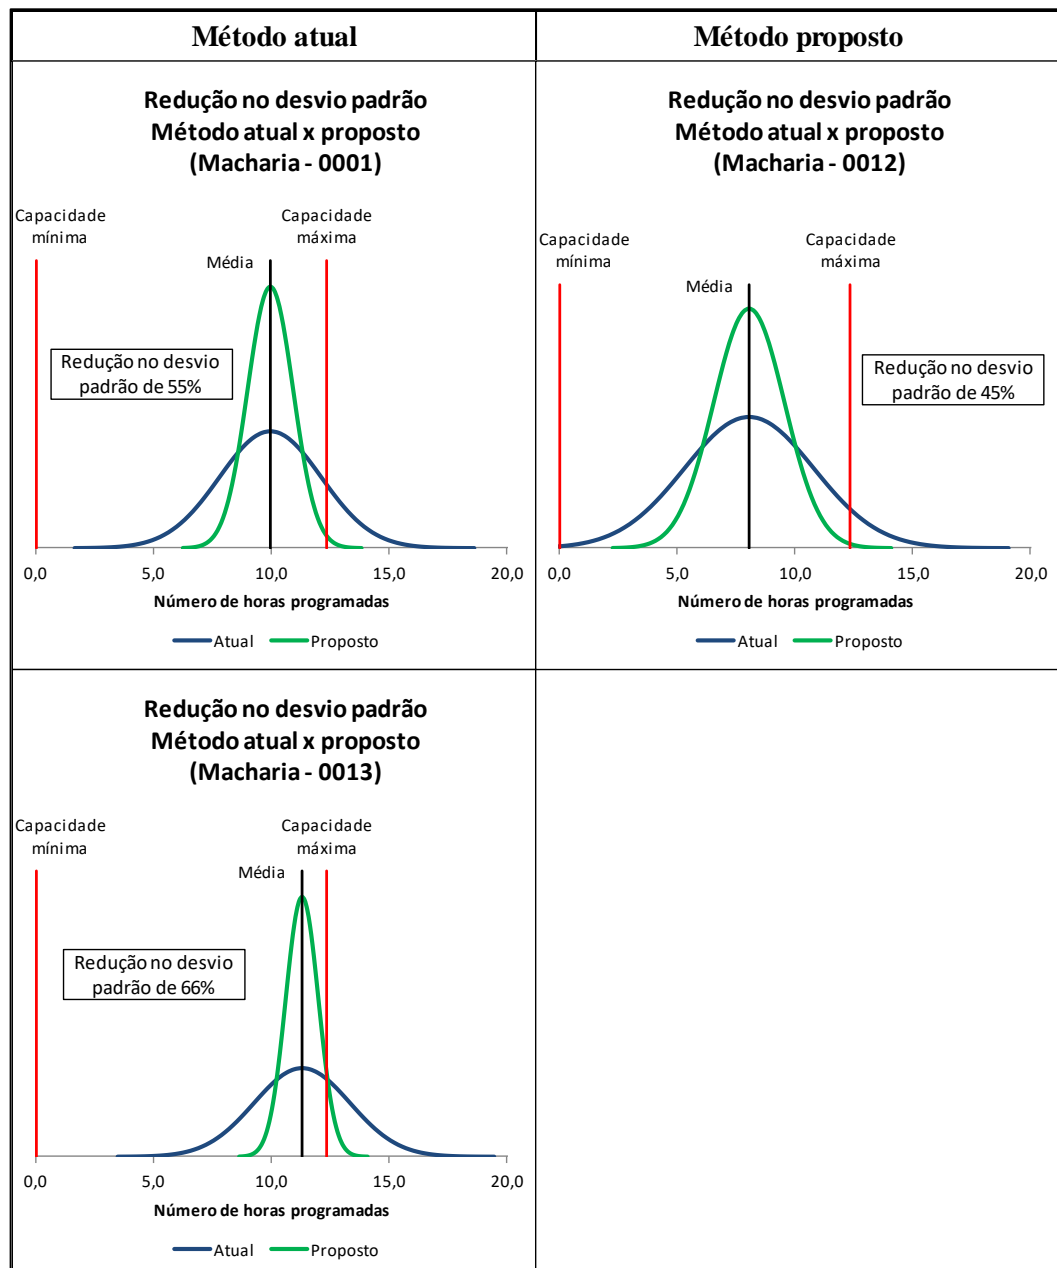 Método atual
Método proposto
Redução no desvio padrão
Método atual x proposto
(Macharia - 0001)
Capacidade
mínima
Capacidade
máxima
Média
Redução no desvio
padrão de 55%
0,0 5,0 10,0 15,0 20,0
Número de horas programadas
Atual Proposto
Redução no desvio padrão
Método atual x proposto
(Macharia - 0012)
Capacidade
mínima
Capacidade
máxima
Média
Redução no desvio
padrão de 45%
0,0 5,0 10,0 15,0 20,0
Número de horas programadas
Atual Proposto
Redução no desvio padrão
Método atual x proposto
(Macharia - 0013)
Capacidade
mínima
Capacidade
máxima
Média
Redução no desvio
padrão de 66%
0,0 5,0 10,0 15,0 20,0
Número de horas programadas
Atual Proposto